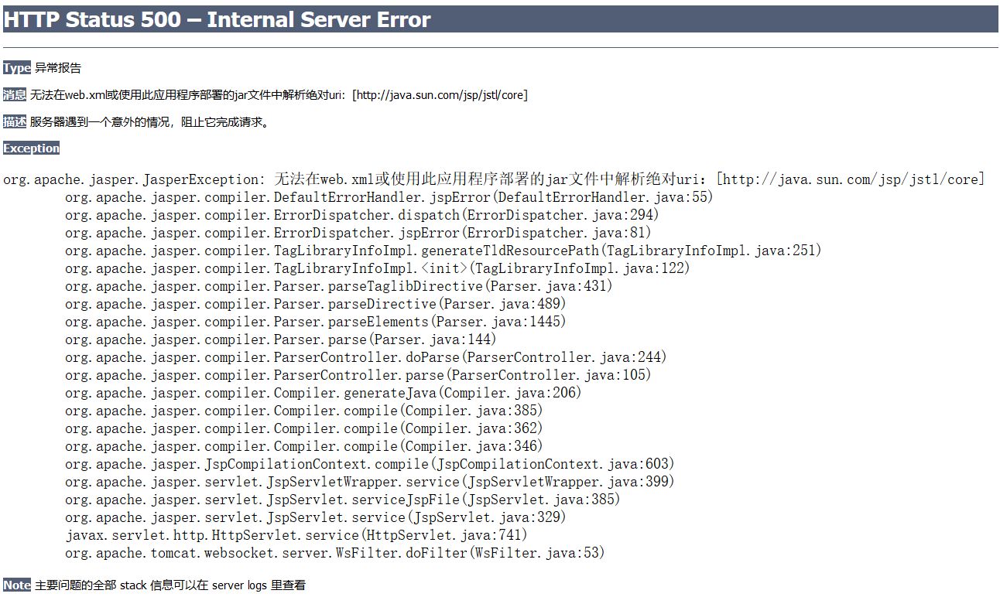 HTTP Status 500 – Internal Server Error
Type 异常报告
消息 无法在web.xml或使用此应用程序部署的jar文件中解析绝对uri：[http://java.sun.com/jsp/jstl/core]
描述 服务器遇到一个意外的情况，阻止它完成请求。
Exception
org.apache.jasper.JasperException: 无法在web.xml或使用此应用程序部署的jar文件中解析绝对uri：[http://java.sun.com/jsp/jstl/core]
	org.apache.jasper.compiler.DefaultErrorHandler.jspError(DefaultErrorHandler.java:55)
	org.apache.jasper.compiler.ErrorDispatcher.dispatch(ErrorDispatcher.java:294)
	org.apache.jasper.compiler.ErrorDispatcher.jspError(ErrorDispatcher.java:81)
	org.apache.jasper.compiler.TagLibraryInfoImpl.generateTldResourcePath(TagLibraryInfoImpl.java:251)
	org.apache.jasper.compiler.TagLibraryInfoImpl.<init>(TagLibraryInfoImpl.java:122)
	org.apache.jasper.compiler.Parser.parseTaglibDirective(Parser.java:431)
	org.apache.jasper.compiler.Parser.parseDirective(Parser.java:489)
	org.apache.jasper.compiler.Parser.parseElements(Parser.java:1445)
	org.apache.jasper.compiler.Parser.parse(Parser.java:144)
	org.apache.jasper.compiler.ParserController.doParse(ParserController.java:244)
	org.apache.jasper.compiler.ParserController.parse(ParserController.java:105)
	org.apache.jasper.compiler.Compiler.generateJava(Compiler.java:206)
	org.apache.jasper.compiler.Compiler.compile(Compiler.java:385)
	org.apache.jasper.compiler.Compiler.compile(Compiler.java:362)
	org.apache.jasper.compiler.Compiler.compile(Compiler.java:346)
	org.apache.jasper.JspCompilationContext.compile(JspCompilationContext.java:603)
	org.apache.jasper.servlet.JspServletWrapper.service(JspServletWrapper.java:399)
	org.apache.jasper.servlet.JspServlet.serviceJspFile(JspServlet.java:385)
	org.apache.jasper.servlet.JspServlet.service(JspServlet.java:329)
	javax.servlet.http.HttpServlet.service(HttpServlet.java:741)
	org.apache.tomcat.websocket.server.WsFilter.doFilter(WsFilter.java:53)
Note 主要问题的全部 stack 信息可以在 server logs 里查看